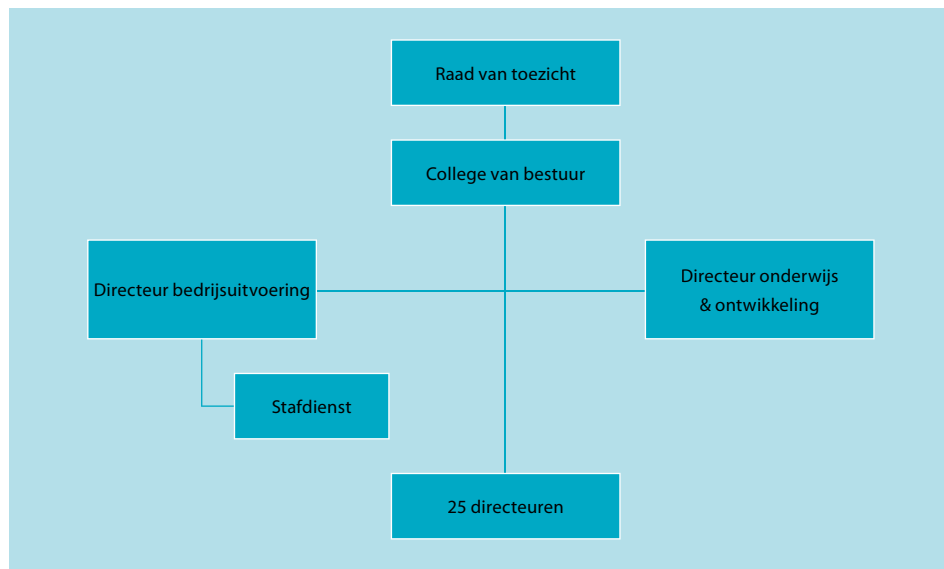 Raad van toezicht
College van bestuur
Directeur bedrijsuitvoering
Directeur onderwijs
& ontwikkeling
Stafdienst
25 directeuren